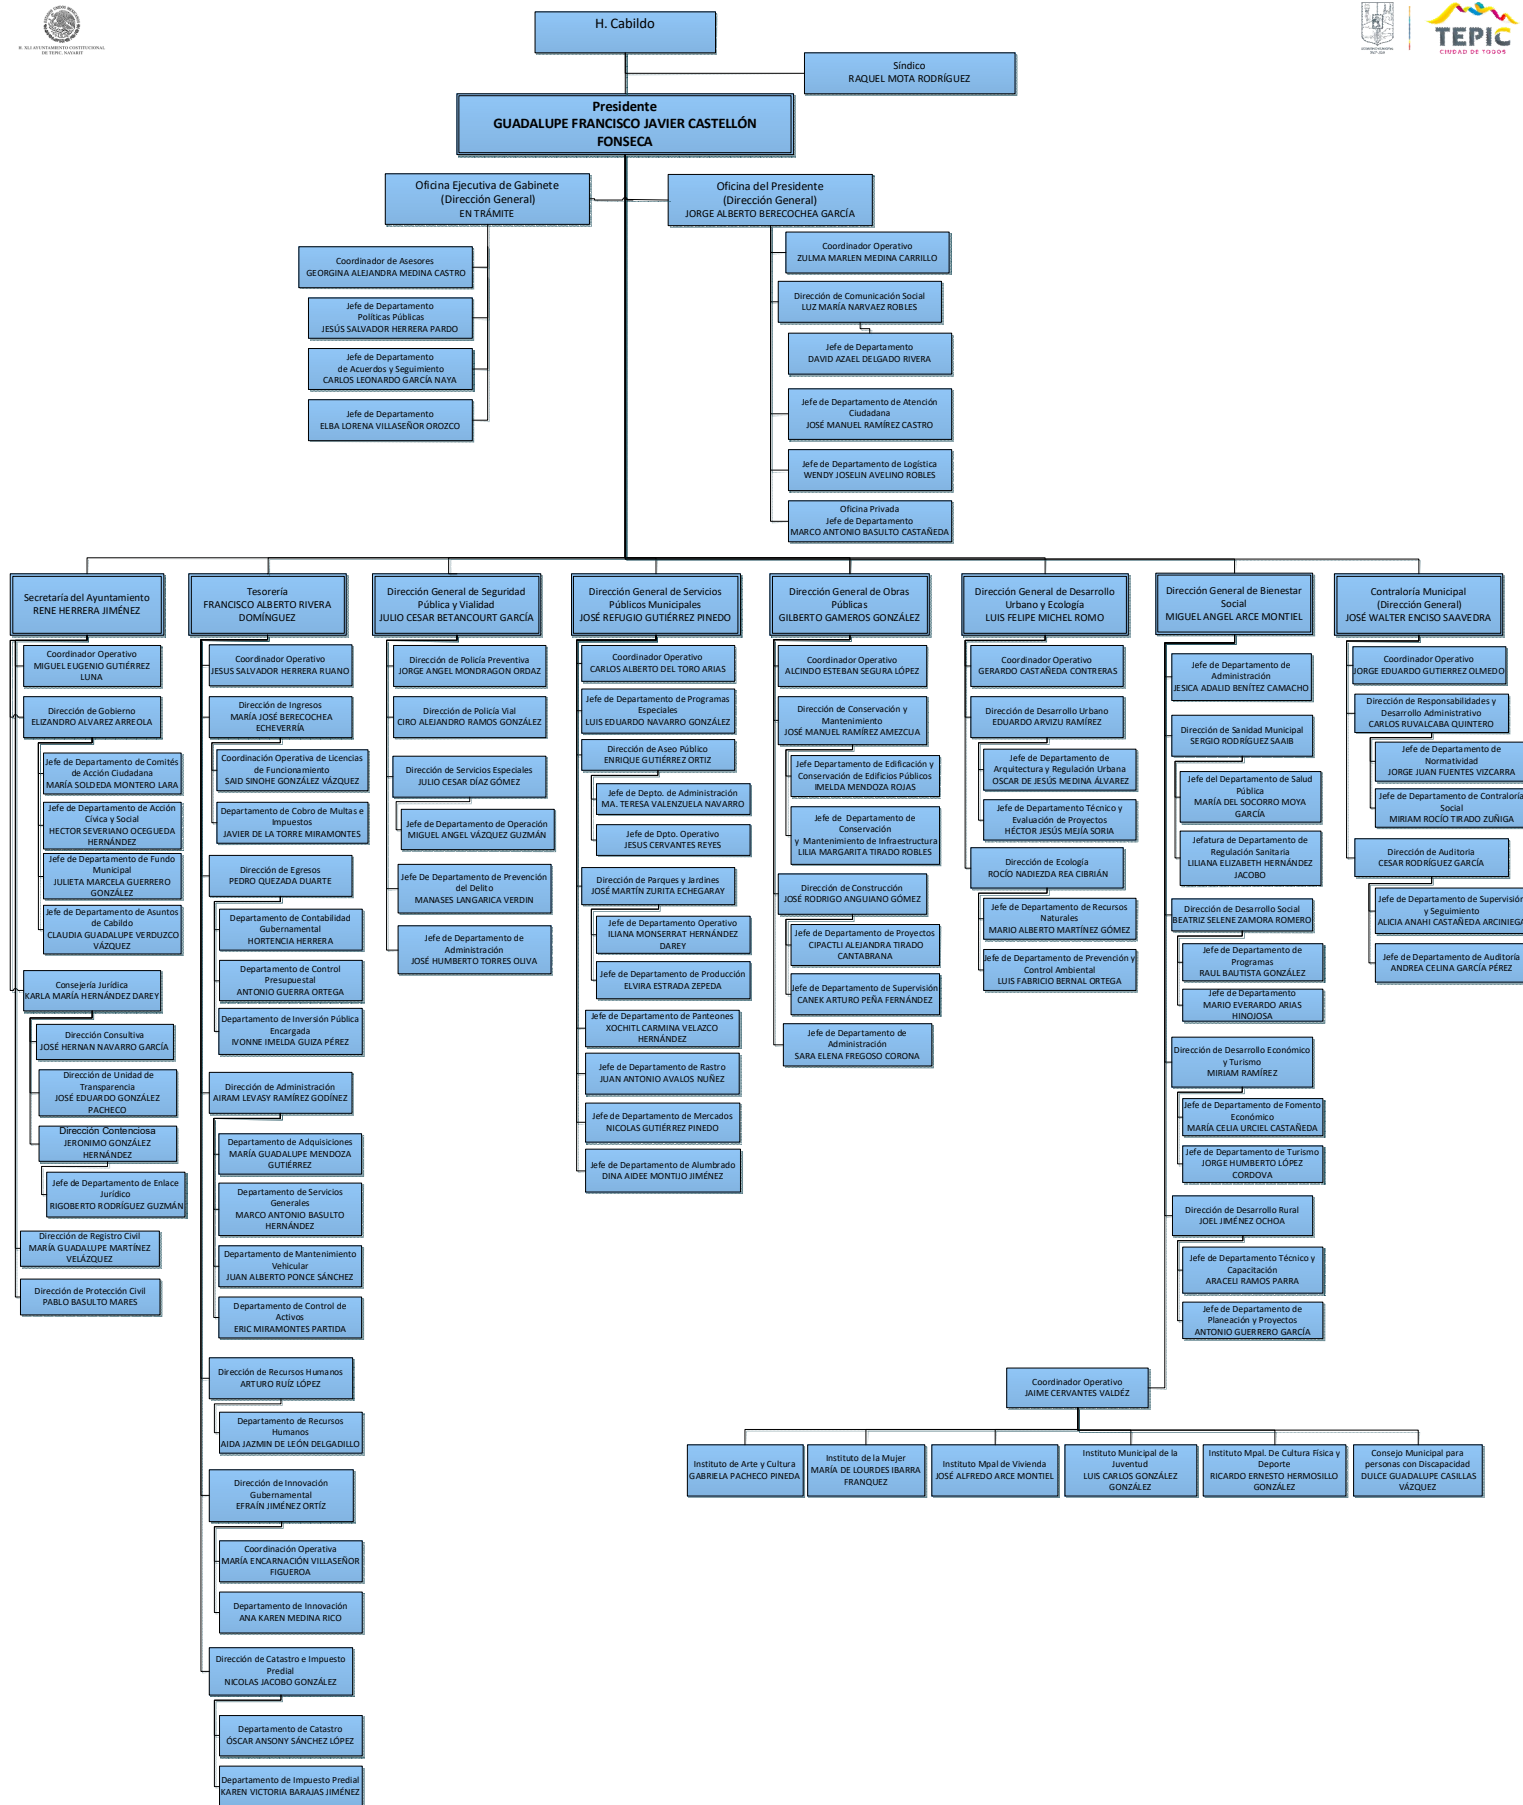 H. XLI AYUNTAMIENTO CONSTITUCIONAL
DE TEPIC, NAYARIT
TEPIC
CIUDAD DE TODOS
H. Cabildo
Síndico
RAQUEL MOTA RODRÍGUEZ
Presidente
GUADALUPE FRANCISCO JAVIER CASTELLÓN
FONSECA
Oficina Ejecutiva de Gabinete
(Dirección General)
EN TRÁMITE
Oficina del Presidente
(Dirección General)
JORGE ALBERTO BERECOCHEA GARCÍA
Coordinador de Asesores
GEORGINA ALEJANDRA MEDINA CASTRO
Jefe de Departamento
Políticas Públicas
JESÚS SALVADOR HERRERA PARDO
Jefe de Departamento
de Acuerdos y Seguimiento
CARLOS LEONARDO GARCÍA NAYA
Jefe de Departamento
ELBA LORENA VILLASEÑOR OROZCO
Coordinador Operativo
ZULMA MARLEN MEDINA CARRILLO
Dirección de Comunicación Social
LUZ MARÍA NARVAEZ ROBLES
Jefe de Departamento
DAVID AZAEL DELGADO RIVERA
Jefe de Departamento de Atención
Ciudadana
JOSÉ MANUEL RAMÍREZ CASTRO
Jefe de Departamento de Logística
WENDY JOSELIN AVELINO ROBLES
Oficina Privada
Jefe de Departamento
MARCO ANTONIO BASULTO CASTAÑEDA
Secretaría del Ayuntamiento
RENE HERRERA JIMÉNEZ
Coordinador Operativo
MIGUEL EUGENIO GUTIÉRREZ
LUNA
Dirección de Gobierno
ELIZANDRO ALVAREZ ARREOLA
Jefe de Departamento de Comités
de Acción Ciudadana
MARÍA SOLDEDA MONTERO LARA
Jefe de Departamento de Acción
Cívica y Social
HECTOR SEVERIANO OCEGUEDA
HERNÁNDEZ
Jefe de Departamento de Fundo
Municipal
JULIETA MARCELA GUERRERO
GONZÁLEZ
Jefe de Departamento de Asuntos
de Cabildo
CLAUDIA GUADALUPE VERDUZCO
VÁZQUEZ
Consejería Jurídica
KARLA MARÍA HERNÁNDEZ DAREY
Dirección Consultiva
JOSÉ HERNAN NAVARRO GARCÍA
Dirección de Unidad de
Transparencia
JOSÉ EDUARDO GONZÁLEZ
PACHECO
Dirección Contenciosa
JERONIMO GONZÁLEZ
HERNÁNDEZ
Jefe de Departamento de Enlace
Jurídico
RIGOBERTO RODRÍGUEZ GUZMÁN
Dirección de Registro Civil
MARÍA GUADALUPE MARTÍNEZ
VELÁZQUEZ
Dirección de Protección Civil
PABLO BASULTO MARES
Tesorería
FRANCISCO ALBERTO RIVERA
DOMÍNGUEZ
Coordinador Operativo
JESUS SALVADOR HERRERA RUANO
Dirección de Ingresos
MARÍA JOSÉ BERECOCHEA
ECHEVERRÍA
Coordinación Operativa de Licencias
de Funcionamiento
SAID SINOHE GONZÁLEZ VÁZQUEZ
Departamento de Cobro de Multas e
Impuestos
JAVIER DE LA TORRE MIRAMONTES
Dirección de Egresos
PEDRO QUEZADA DUARTE
Departamento de Contabilidad
Gubernamental
HORTENCIA HERRERA
Departamento de Control
Presupuestal
ANTONIO GUERRA ORTEGA
Departamento de Inversión Pública
Encargada
IVONNE IMELDA GUIZA PÉREZ
Dirección de Administración
AIRAM LEVASY RAMÍREZ GODÍNEZ
Departamento de Adquisiciones
MARÍA GUADALUPE MENDOZA
GUTIÉRREZ
Departamento de Servicios
Generales
MARCO ANTONIO BASULTO
HERNÁNDEZ
Departamento de Mantenimiento
Vehicular
JUAN ALBERTO PONCE SÁNCHEZ
Departamento de Control de
Activos
ERIC MIRAMONTES PARTIDA
Dirección de Recursos Humanos
ARTURO RUÍZ LÓPEZ
Departamento de Recursos
Humanos
AIDA JAZMIN DE LEÓN DELGADILLO
Dirección de Innovación
Gubernamental
EFRAÍN JIMÉNEZ ORTÍZ
Coordinación Operativa
MARÍA ENCARNACIÓN VILLASEÑOR
FIGUEROA
Departamento de Innovación
ANA KAREN MEDINA RICO
Dirección de Catastro e Impuesto
Predial
NICOLAS JACOBO GONZÁLEZ
Departamento de Catastro
ÓSCAR ANSONY SÁNCHEZ LÓPEZ
Departamento de Impuesto Predial
KAREN VICTORIA BARAJAS JIMÉNEZ
Dirección General de Seguridad
Pública y Vialidad
JULIO CESAR BETANCOURT GARCÍA
Dirección de Policía Preventiva
JORGE ANGEL MONDRAGON ORDAZ
Dirección de Policía Vial
CIRO ALEJANDRO RAMOS GONZÁLEZ
Dirección de Servicios Especiales
JULIO CESAR DÍAZ GÓMEZ
Jefe de Departamento de Operación
MIGUEL ANGEL VÁZQUEZ GUZMÁN
Jefe De Departamento de Prevención
del Delito
MANASES LANGARICA VERDIN
Jefe de Departamento de
Administración
JOSÉ HUMBERTO TORRES OLIVA
Dirección General de Servicios
Públicos Municipales
JOSÉ REFUGIO GUTIÉRREZ PINEDO
Coordinador Operativo
CARLOS ALBERTO DEL TORO ARIAS
Jefe de Departamento de Programas
Especiales
LUIS EDUARDO NAVARRO GONZÁLEZ
Dirección de Aseo Público
ENRIQUE GUTIÉRREZ ORTIZ
Jefe de Depto. de Administración
MA. TERESA VALENZUELA NAVARRO
Jefe de Dpto. Operativo
JESUS CERVANTES REYES
Dirección de Parques y Jardines
JOSÉ MARTÍN ZURITA ECHEGARAY
Jefe de Departamento Operativo
ILIANA MONSERRAT HERNÁNDEZ
DAREY
Jefe de Departamento de Producción
ELVIRA ESTRADA ZEPEDA
Jefe de Departamento de Panteones
XOCHITL CARMINA VELAZCO
HERNÁNDEZ
Jefe de Departamento de Rastro
JUAN ANTONIO AVALOS NUÑEZ
Jefe de Departamento de Mercados
NICOLAS GUTIÉRREZ PINEDO
Jefe de Departamento de Alumbrado
DINA AIDEE MONTIJO JIMÉNEZ
Dirección General de Obras
Públicas
GILBERTO GAMEROS GONZÁLEZ
Coordinador Operativo
ALCINDO ESTEBAN SEGURA LÓPEZ
Dirección de Conservación y
Mantenimiento
JOSÉ MANUEL RAMÍREZ AMEZCUA
Jefe Departamento de Edificación y
Conservación de Edificios Públicos
IMELDA MENDOZA ROJAS
Jefe de Departamento de
Conservación
y Mantenimiento de Infraestructura
LILIA MARGARITA TIRADO ROBLES
Dirección de Construcción
JOSÉ RODRIGO ANGUIANO GÓMEZ
Jefe de Departamento de Proyectos
CIPACTLI ALEJANDRA TIRADO
CANTABRANA
Jefe de Departamento de Supervisión
CANEK ARTURO PEÑA FERNÁNDEZ
Jefe de Departamento de
Administración
SARA ELENA FREGOSO CORONA
Dirección General de Desarrollo
Urbano y Ecología
LUIS FELIPE MICHEL ROMO
Coordinador Operativo
GERARDO CASTAÑEDA CONTRERAS
Dirección de Desarrollo Urbano
EDUARDO ARVIZU RAMÍREZ
Jefe de Departamento de
Arquitectura y Regulación Urbana
OSCAR DE JESÚS MEDINA ÁLVAREZ
Jefe de Departamento Técnico y
Evaluación de Proyectos
HÉCTOR JESÚS MEJÍA SORIA
Dirección de Ecología
ROCÍO NADIEZDA REA CIBRIÁN
Jefe de Departamento de Recursos
Naturales
MARIO ALBERTO MARTÍNEZ GÓMEZ
Jefe de Departamento de Prevención y
Control Ambiental
LUIS FABRICIO BERNAL ORTEGA
Dirección General de Bienestar
Social
MIGUEL ANGEL ARCE MONTIEL
Jefe de Departamento de
Administración
JESICA ADALID BENÍTEZ CAMACHO
Dirección de Sanidad Municipal
SERGIO RODRÍGUEZ SAAIB
Jefe del Departamento de Salud
Pública
MARÍA DEL SOCORRO MOYA
GARCÍA
Jefatura de Departamento de
Regulación Sanitaria
LILIANA ELIZABETH HERNÁNDEZ
JACOBO
Dirección de Desarrollo Social
BEATRIZ SELENE ZAMORA ROMERO
Jefe de Departamento de
Programas
RAUL BAUTISTA GONZÁLEZ
Jefe de Departamento
MARIO EVERARDO ARIAS
HINOJOSA
Dirección de Desarrollo Económico
y Turismo
MIRIAM RAMÍREZ
Jefe de Departamento de Fomento
Económico
MARÍA CELIA URCIEL CASTAÑEDA
Jefe de Departamento de Turismo
JORGE HUMBERTO LÓPEZ
CORDOVA
Dirección de Desarrollo Rural
JOEL JIMÉNEZ OCHOA
Jefe de Departamento Técnico y
Capacitación
ARACELI RAMOS PARRA
Jefe de Departamento de
Planeación y Proyectos
ANTONIO GUERRERO GARCÍA
Contraloría Municipal
(Dirección General)
JOSÉ WALTER ENCISO SAAVEDRA
Coordinador Operativo
JORGE EDUARDO GUTIERREZ OLMEDO
Dirección de Responsabilidades y
Desarrollo Administrativo
CARLOS RUVALCABA QUINTERO
Jefe de Departamento de
Normatividad
JORGE JUAN FUENTES VIZCARRA
Jefe de Departamento de Contraloría
Social
MIRIAM ROCÍO TIRADO ZUÑIGA
Dirección de Auditoria
CESAR RODRÍGUEZ GARCÍA
Jefe de Departamento de Supervisión
y Seguimiento
ALICIA ANAHI CASTAÑEDA ARCINIEGA
Jefe de Departamento de Auditoría
ANDREA CELINA GARCÍA PÉREZ
Coordinador Operativo
JAIME CERVANTES VALDÉZ
Instituto de Arte y Cultura
GABRIELA PACHECO PINEDA
Instituto de la Mujer
MARÍA DE LOURDES IBARRA
FRANQUEZ
Instituto Mpal de Vivienda
JOSÉ ALFREDO ARCE MONTIEL
Instituto Municipal de la
Juventud
LUIS CARLOS GONZÁLEZ
GONZÁLEZ
Instituto Mpal. De Cultura Física y
Deporte
RICARDO ERNESTO HERMOSILLO
GONZÁLEZ
Consejo Municipal para
personas con Discapacidad
DULCE GUADALUPE CASILLAS
VÁZQUEZ